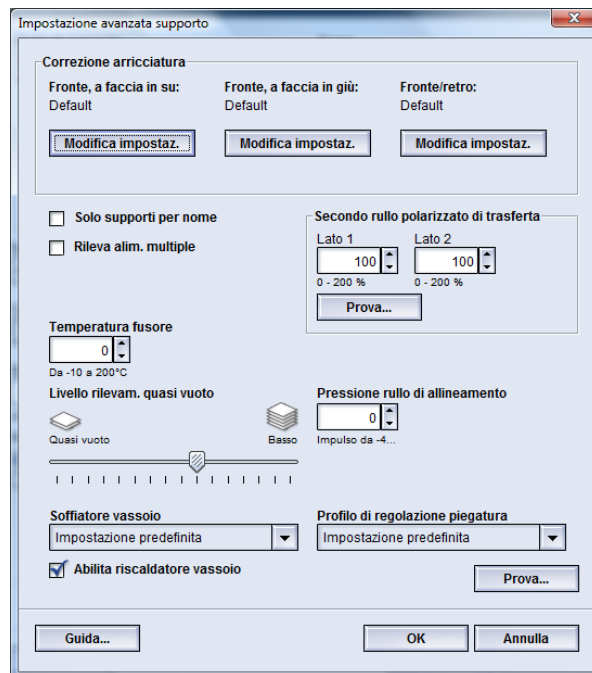 Impostazione avanzata supporto
Correzione arricciatura
Fronte, a faccia in su:
Default
Modifica impostaz.
Fronte, a faccia in giù:
Default
Modifica impostaz.
Fronte/retro:
Default
Modifica impostaz.
Solo supporti per nome
Rileva alim. multiple
Secondo rullo polarizzato di trasferta
Lato 1
100
0 - 200 %
Lato 2
100
0 - 200 %
Prova...
Temperatura fusore
0
Da -10 a 200°C
Livello rilevam. quasi vuoto
Quasi vuoto
Basso
Pressione rullo di allineamento
0
Impulso da -4...
Soffiatore vassoio
Impostazione predefinita
Profilo di regolazione piegatura
Impostazione predefinita
Abilita riscaldatore vassoio
Prova...
Guida...
OK
Annulla